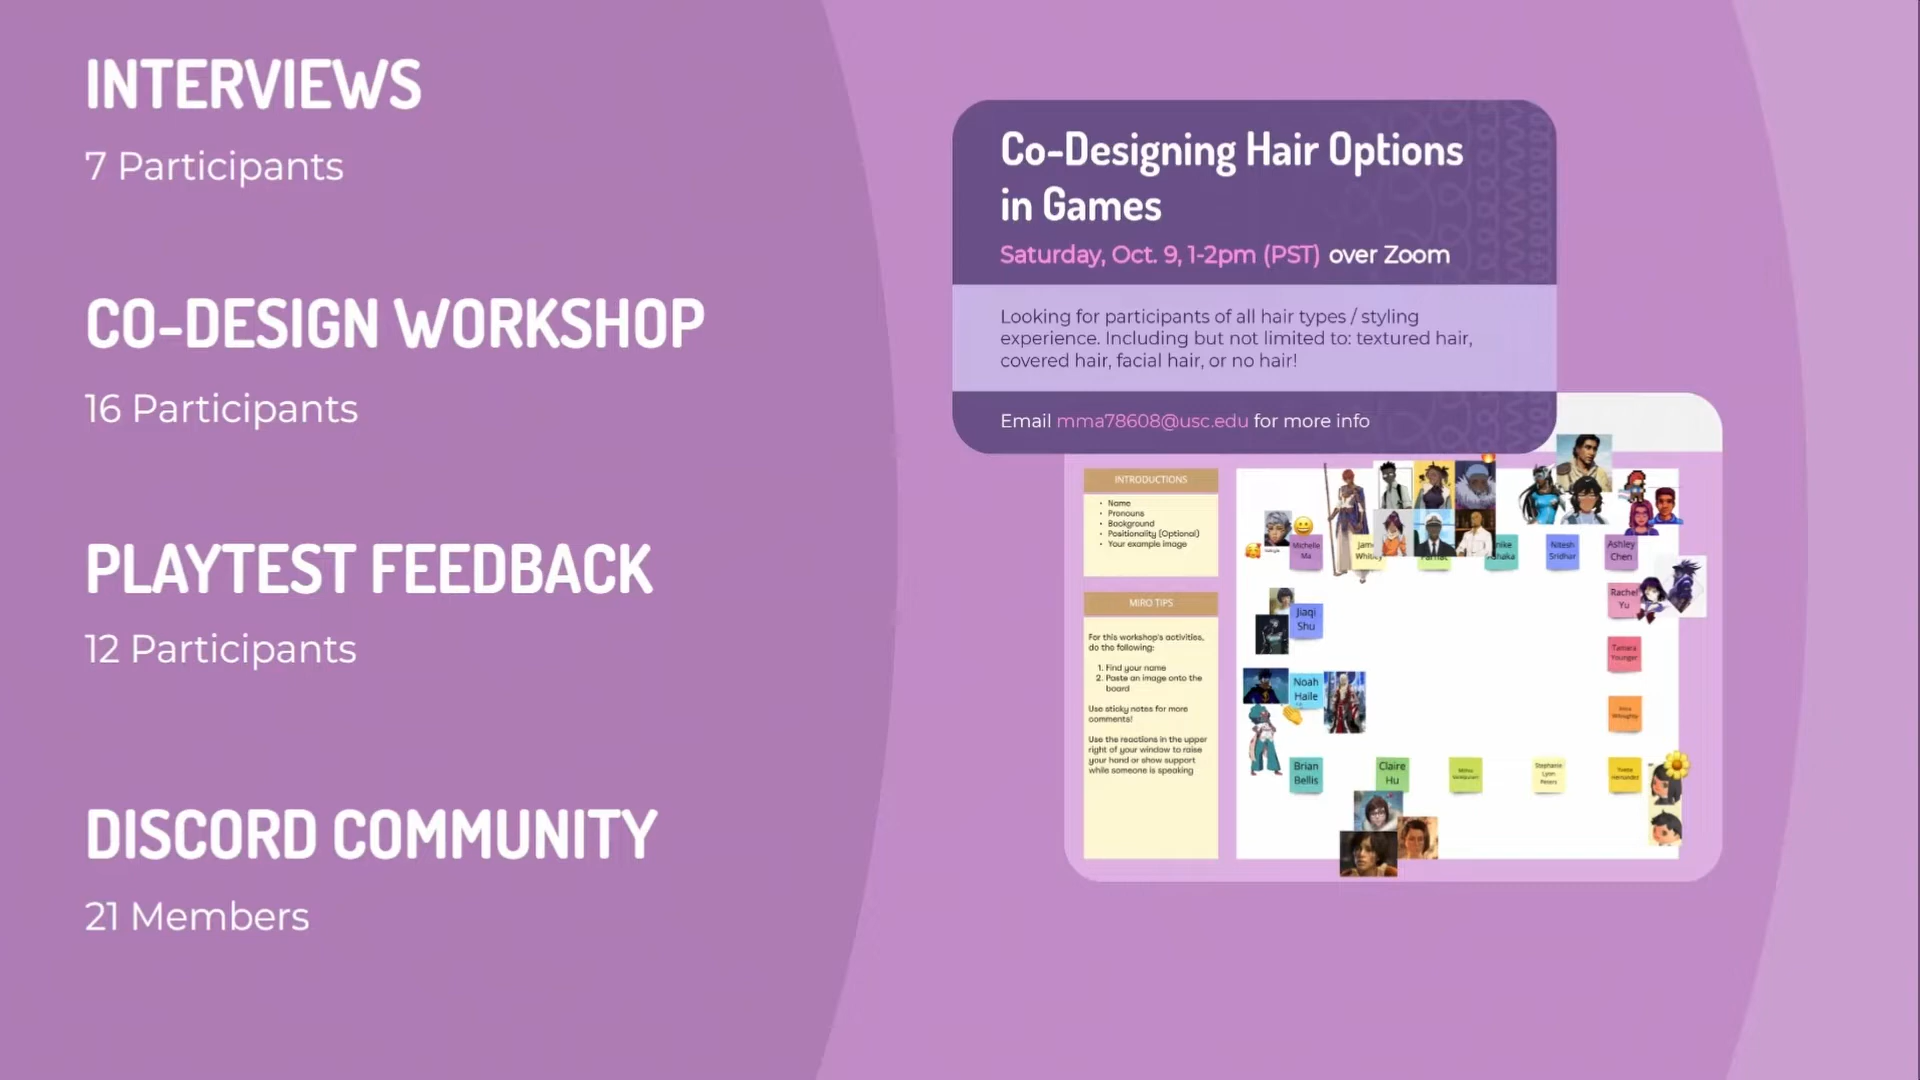 INTERVIEWS
7 Participants
CO-DESIGN WORKSHOP
16 Participants
PLAYTEST FEEDBACK
12 Participants
DISCORD COMMUNITY
21 Members
Co-Designing Hair Options
in Games
Saturday, Oct. 9, 1-2pm (PST) over Zoom
Looking for participants of all hair types / styling
experience. Including but not limited to: textured hair,
covered hair, facial hair, or no hair!
Email mma78608@usc.edu for more info
INTRODUCTIONS
• Name
• Pronouns
• Background
• Positionality (Optional)
• Your example image
MIRO TIPS
For this workshop's activities,
do the following:
1. Find your name
2. Paste an image onto the
board
Use sticky notes for more
comments!
Use the reactions in the upper
right of your window to raise
your hand or show support
while someone is speaking
Michelle
Ma
Nitesh
Sridhar
Ashley
Chen
Jiaqi
Shu
Rachel
Yu
Tamara
Younger
Noah
Haile
Brian
Bellis
Claire
Hu
Stephanie
Lynn
Peters